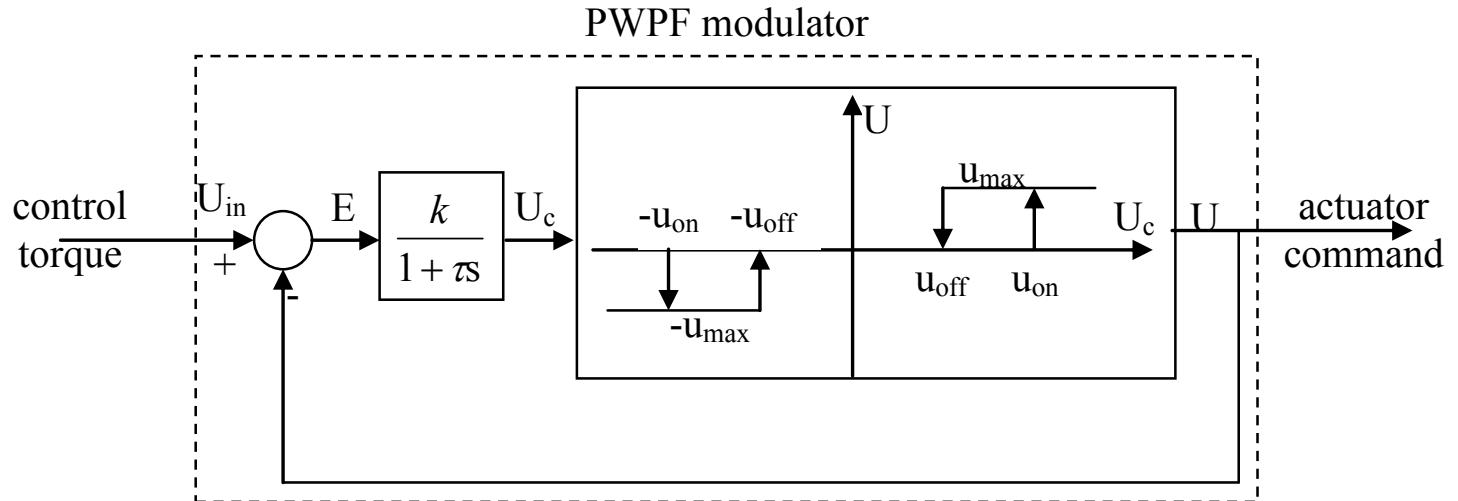 PWPF modulator
control
torque
U_in
+
-
E
k
1 + τs
U_c
U
-u_on
-u_off
-u_max
u_max
u_off
u_on
U_c
U
actuator
command